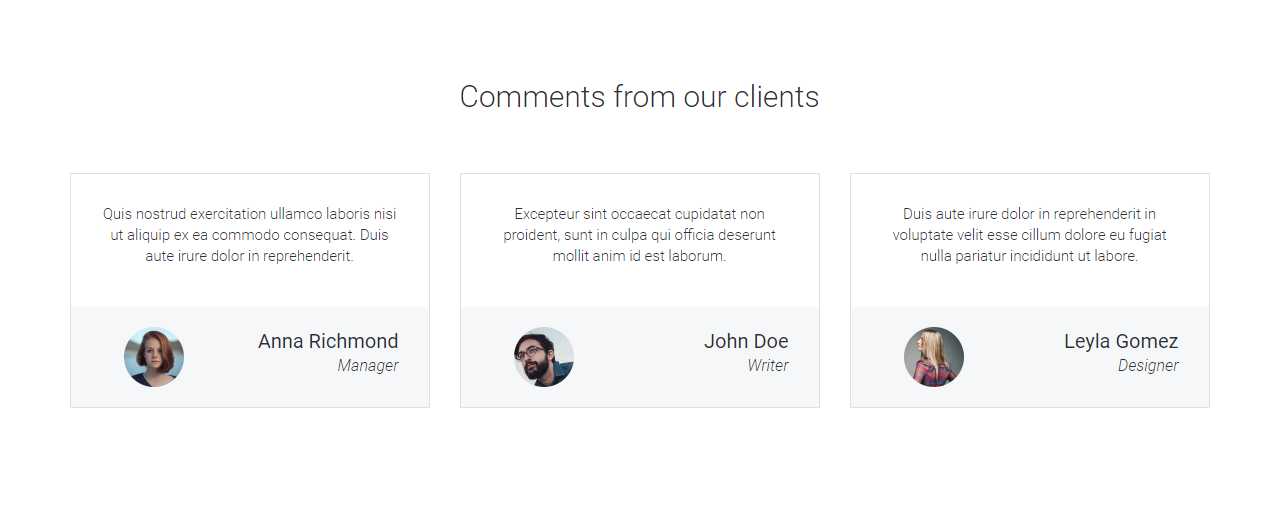 Comments from our clients
Quis nostrud exercitation ullamco laboris nisi
ut aliquip ex ea commodo consequat. Duis
aute irure dolor in reprehenderit.
Anna Richmond
Manager
Excepteur sint occaecat cupidatat non
proident, sunt in culpa qui officia deserunt
mollit anim id est laborum.
John Doe
Writer
Duis aute irure dolor in reprehenderit in
voluptate velit esse cillum dolore eu fugiat
nulla pariatur incididunt ut labore.
Leyla Gomez
Designer